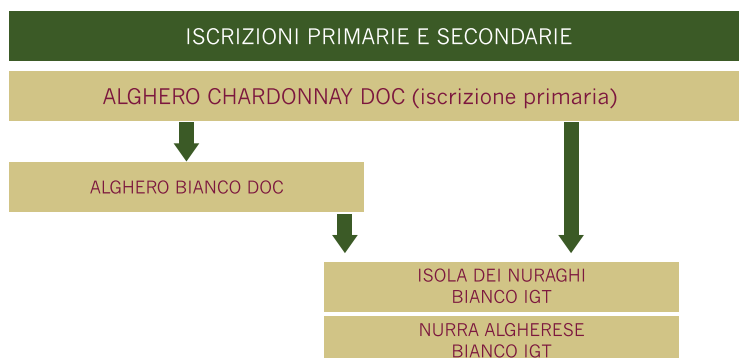 ISCRIZIONI PRIMARIE E SECONDARIE
ALGHERO CHARDONNAY DOC (iscrizione primaria)
ALGHERO BIANCO DOC
ISOLA DEI NURAGHI
BIANCO IGT
NURRA ALGHERESE
BIANCO IGT